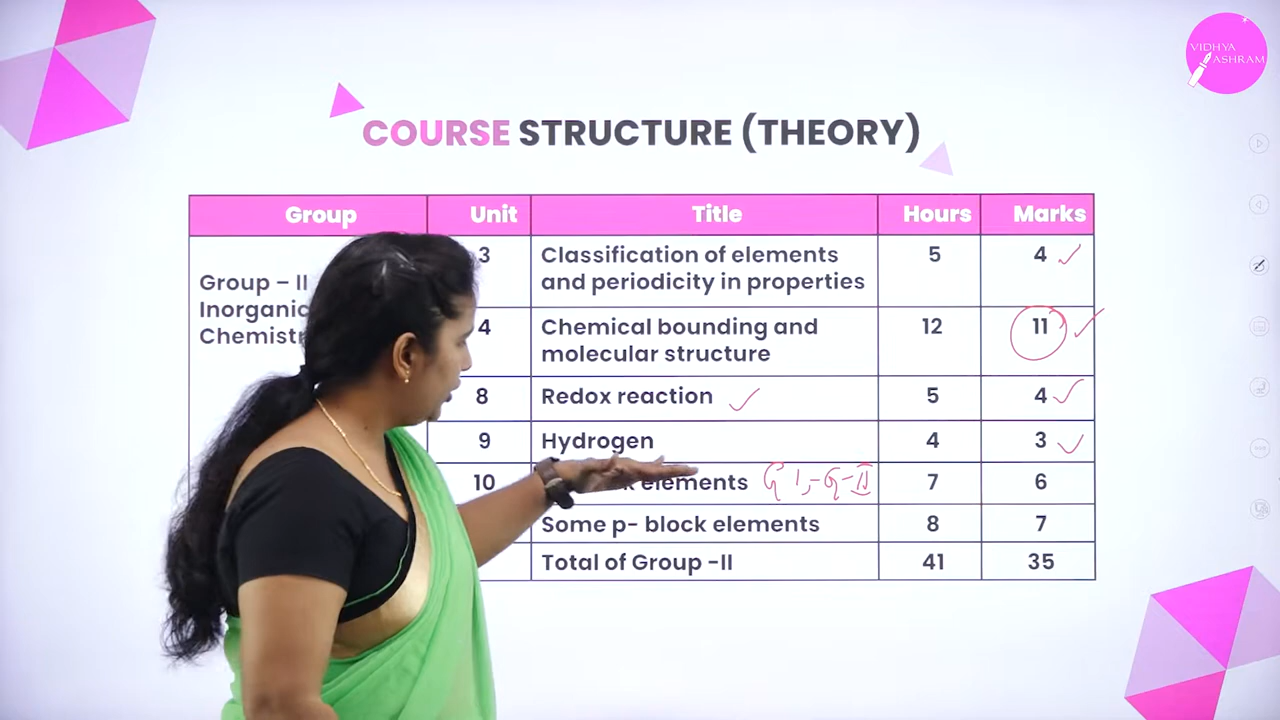 VIDHYA
ASHRAM
COURSE STRUCTURE (THEORY)
Group Unit Title Hours Marks
Group – II
Inorganic
3 Classification of elements
and periodicity in properties 5 4
4 Chemical bounding and
molecular structure 12 11
8 Redox reaction 5 4
9 Hydrogen 4 3
10 elements G I, - G - II 7 6
Some p- block elements 8 7
Total of Group -II 41 35